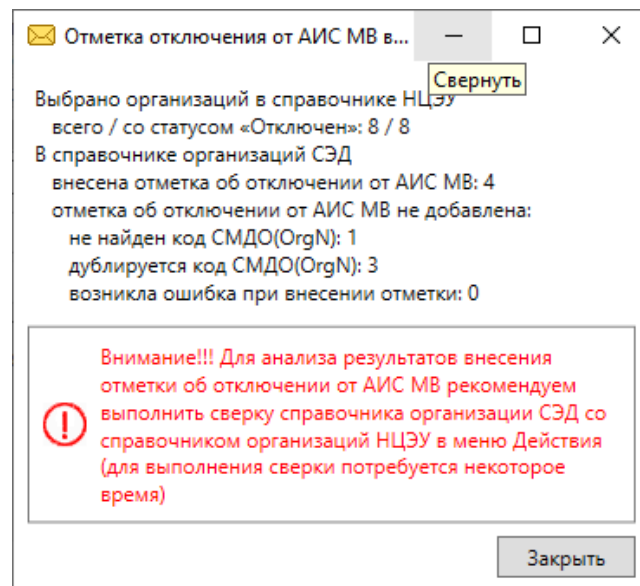 Отметка отключения от АИС МВ в...
Свернуть
Выбрано организаций в справочнике НЦЭУ
всего / со статусом «Отключен»: 8 / 8
В справочнике организаций СЭД
внесена отметка об отключении от АИС МВ: 4
отметка об отключении от АИС МВ не добавлена:
не найден код СМДО(OrgN): 1
дублируется код СМДО(OrgN): 3
возникла ошибка при внесении отметки: 0
Внимание!!! Для анализа результатов внесения
отметки об отключении от АИС МВ рекомендуем
выполнить сверку справочника организации СЭД со
справочником организаций НЦЭУ в меню Действия
(для выполнения сверки потребуется некоторое
время)
Закрыть